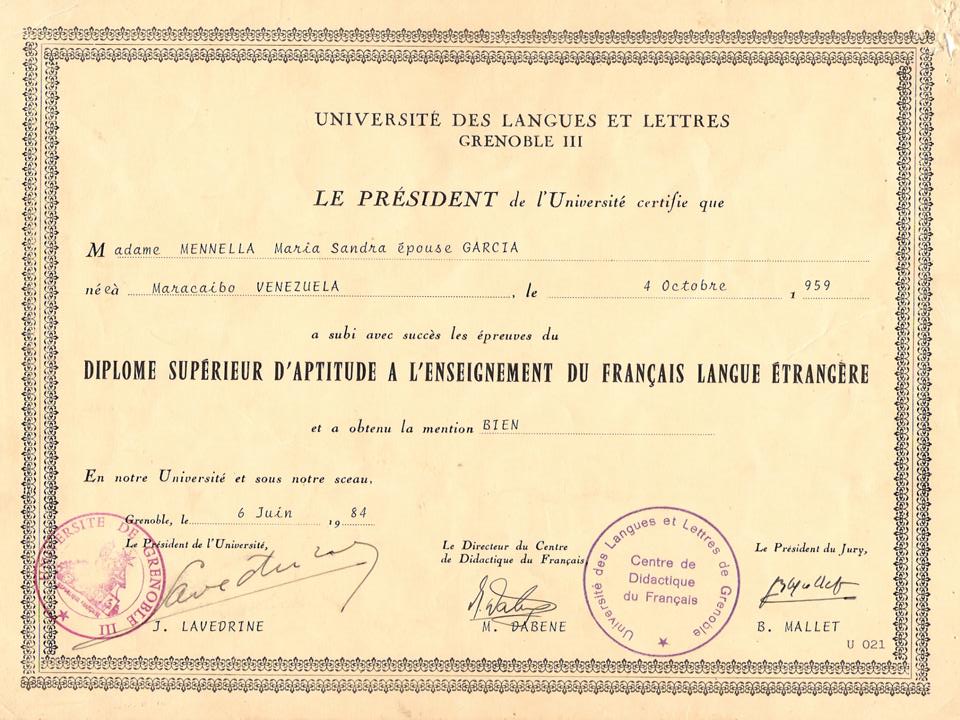 UNIVERSITÉ DES LANGUES ET LETTRES
GRENOBLE III
LE PRÉSIDENT de l'Université certifie que
Madame MENNELLA Maria Sandra épouse GARCIA
née à Maracaibo VENEZUELA, le 4 Octobre 1959
a subi avec succès les épreuves du
DIPLOME SUPÉRIEUR D'APTITUDE A L'ENSEIGNEMENT DU FRANÇAIS LANGUE ÉTRANGÈRE
et a obtenu la mention BIEN
En notre Université et sous notre sceau,
Grenoble, le 6 Juin 1984
Le Président de l'Université,
J. LAVEDRINE
UNIVERSITE DE GRENOBLE III
Le Directeur du Centre
de Didactique du Français
M. DABENE
Université des Langues et Lettres de Grenoble
Centre de
Didactique
du Français
Le Président du Jury,
B. MALLET
U 021